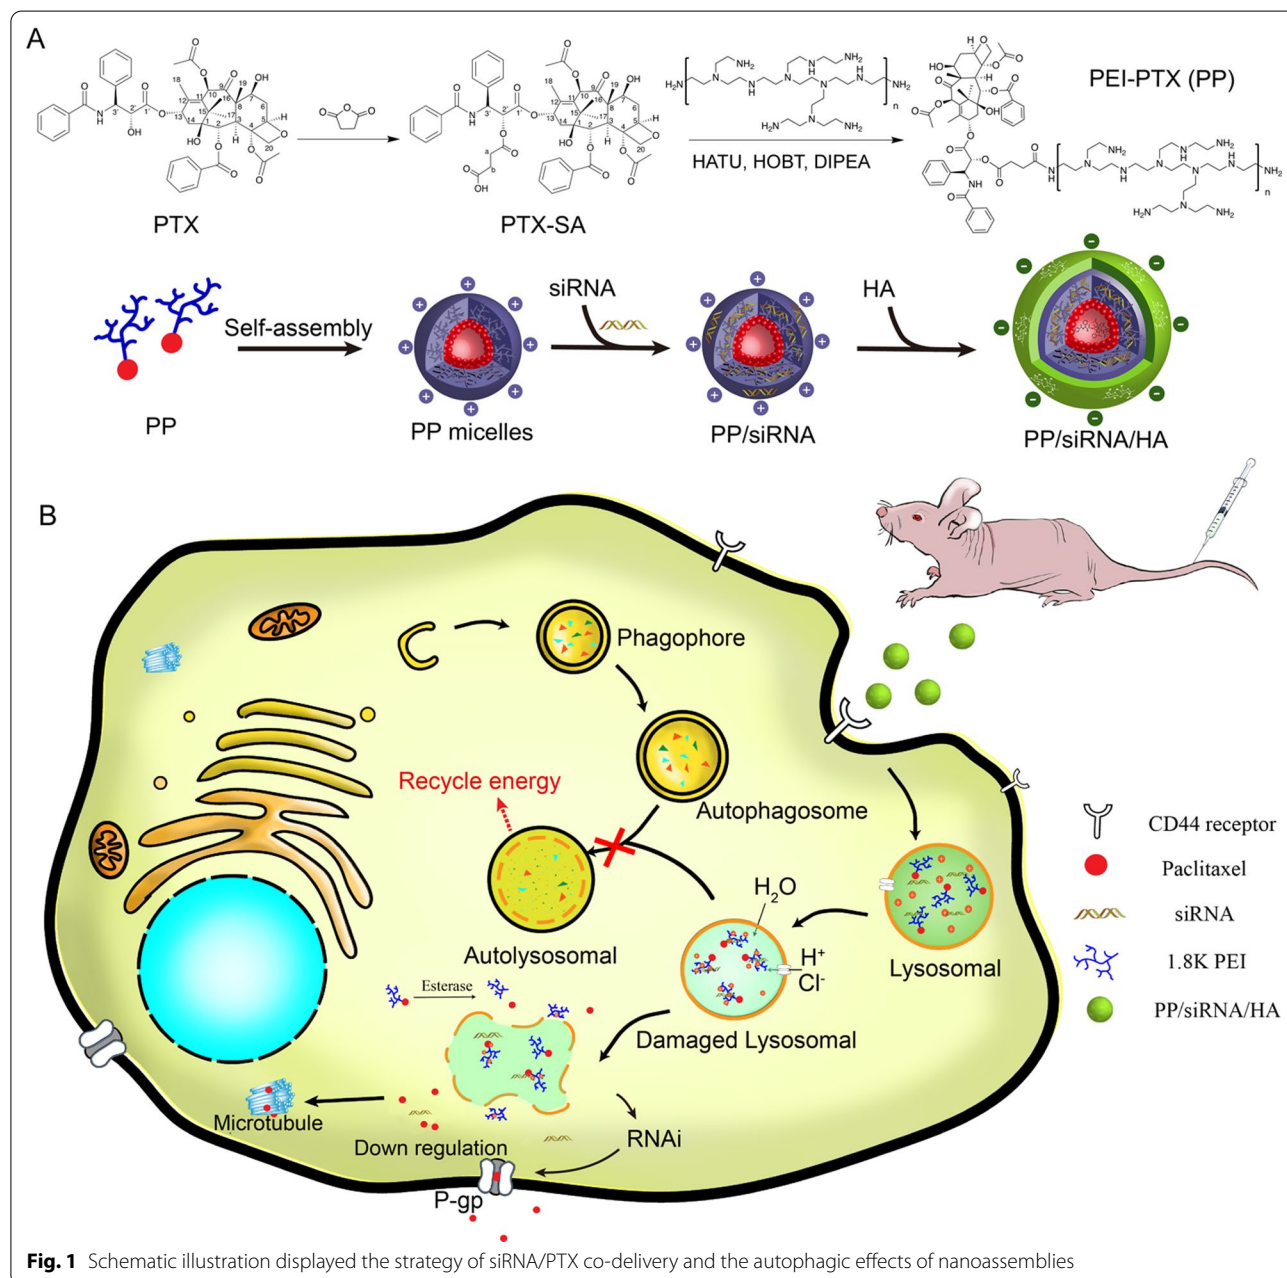 A
PTX
PTX-SA
HATU, HOBT, DIPEA
PEI-PTX (PP)
PP
Self-assembly
PP micelles
siRNA
PP/siRNA
HA
PP/siRNA/HA
B
Phagophore
Autophagosome
Recycle energy
Autolysosomal
H2O
H+
Cl-
Lysosomal
Damaged Lysosomal
Esterase
Microtubule
Down regulation
RNAi
P-gp
CD44 receptor
Paclitaxel
siRNA
1.8K PEI
PP/siRNA/HA
Fig. 1 Schematic illustration displayed the strategy of siRNA/PTX co-delivery and the autophagic effects of nanoassemblies